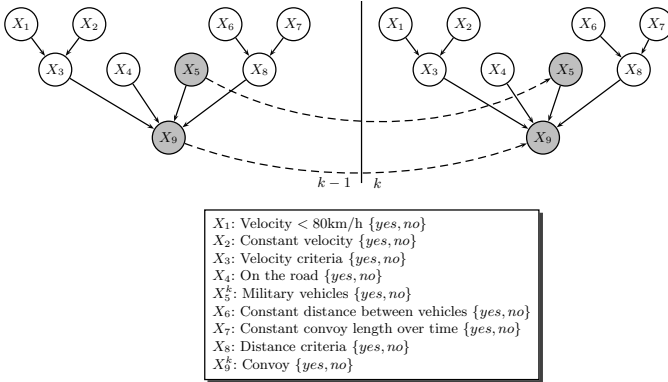 X₁ X₂ X₆ X₇ X₁ X₂ X₆ X₇
X₃ X₄ X₅ X₈ X₃ X₄ X₅ X₈
X₉ X₉
k − 1 k
X₁: Velocity < 80km/h {yes, no}
X₂: Constant velocity {yes, no}
X₃: Velocity criteria {yes, no}
X₄: On the road {yes, no}
X₅ᵏ: Military vehicles {yes, no}
X₆: Constant distance between vehicles {yes, no}
X₇: Constant convoy length over time {yes, no}
X₈: Distance criteria {yes, no}
X₉ᵏ: Convoy {yes, no}